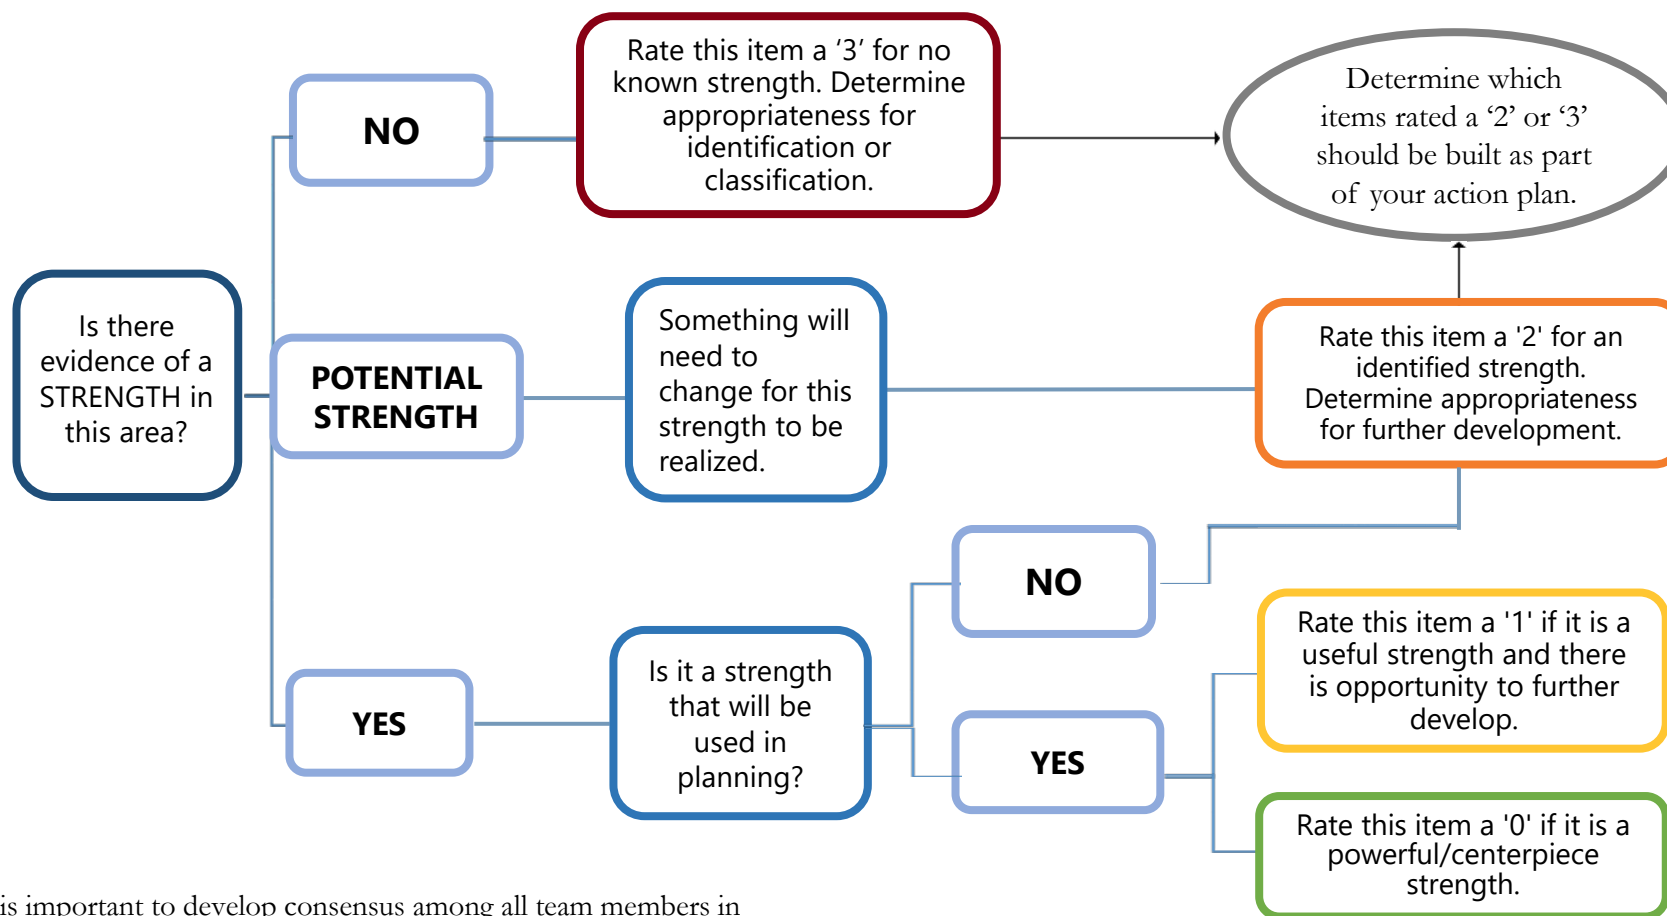 Is there
evidence of a
STRENGTH in
this area?
NO
Rate this item a ‘3’ for no
known strength. Determine
appropriateness for
identification or
classification.
Determine which
items rated a ‘2’ or ‘3’
should be built as part
of your action plan.
POTENTIAL
STRENGTH
Something will
need to
change for this
strength to be
realized.
Rate this item a '2' for an
identified strength.
Determine appropriateness
for further development.
YES
Is it a strength
that will be
used in
planning?
NO
YES
Rate this item a '1' if it is a
useful strength and there
is opportunity to further
develop.
Rate this item a '0' if it is a
powerful/centerpiece
strength.
is important to develop consensus among all team members in